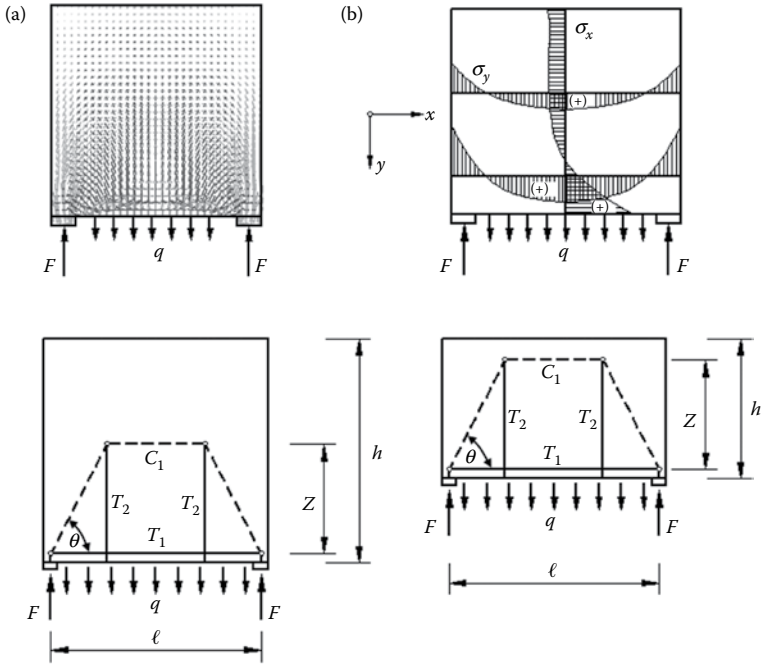 (a)
F
q
F
(b)
σx
σy
(+)
x
y
(+)
(+)
F
q
F
C1
T2
T2
T1
θ
Z
h
F
q
F
ℓ
C1
T2
T2
T1
θ
Z
h
F
q
F
ℓ